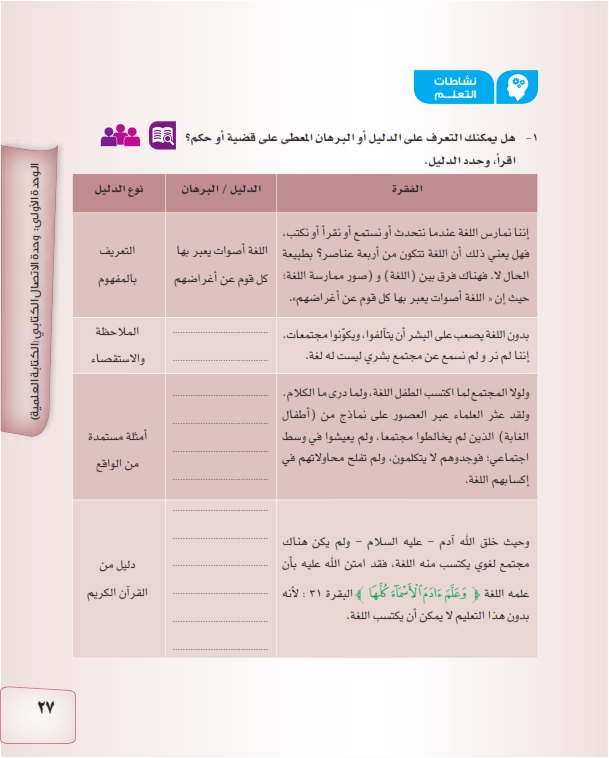 نشاطات
التعلم
١- هل يمكنك التعرف على الدليل أو البرهان المعطى على قضية أو حكم؟
اقرأ، وحدد الدليل.
الفقرة
الدليل / البرهان
نوع الدليل
إننا نمارس اللغة عندما نتحدث أو نستمع أو نقرأ أو نكتب،
فهل يعني ذلك أن اللغة تتكون من أربعة عناصر؟ بطبيعة
الحال لا، فهناك فرق بين (اللغة) و (صور ممارسة اللغة؛
حيث إن « اللغة أصوات يعبر بها كل قوم عن أغراضهم».
اللغة أصوات يعبر بها
كل قوم عن أغراضهم
التعريف
بالمفهوم
بدون اللغة يصعب على البشر أن يتآلفوا، ويكوّنوا مجتمعات،
إننا لم نر و لم نسمع عن مجتمع بشري ليست له لغة.
الملاحظة
والاستقصاء
ولولا المجتمع لما اكتسب الطفل اللغة، ولما درى ما الكلام،
ولقد عثر العلماء عبر العصور على نماذج من (أطفال
الغابة) الذين لم يخالطوا مجتمعا، ولم يعيشوا في وسط
اجتماعي؛ فوجدوهم لا يتكلمون، ولم تفلح محاولاتهم في
إكسابهم اللغة.
أمثلة مستمدة
من الواقع
وحيث خلق الله آدم – عليه السلام – ولم يكن هناك
مجتمع لغوي يكتسب منه اللغة، فقد امتن الله عليه بأن
علمه اللغة ﴿ وَعَلَّمَ ءَادَمَ ٱلْأَسْمَآءَ كُلَّهَا ﴾ البقرة ٣١ ؛ لأنه
بدون هذا التعليم لا يمكن أن يكتسب اللغة.
دليل من
القرآن الكريم
الوحدة الأولى: وحدة الاتصال الكتابي (الكتابة العلمية)
٢٧